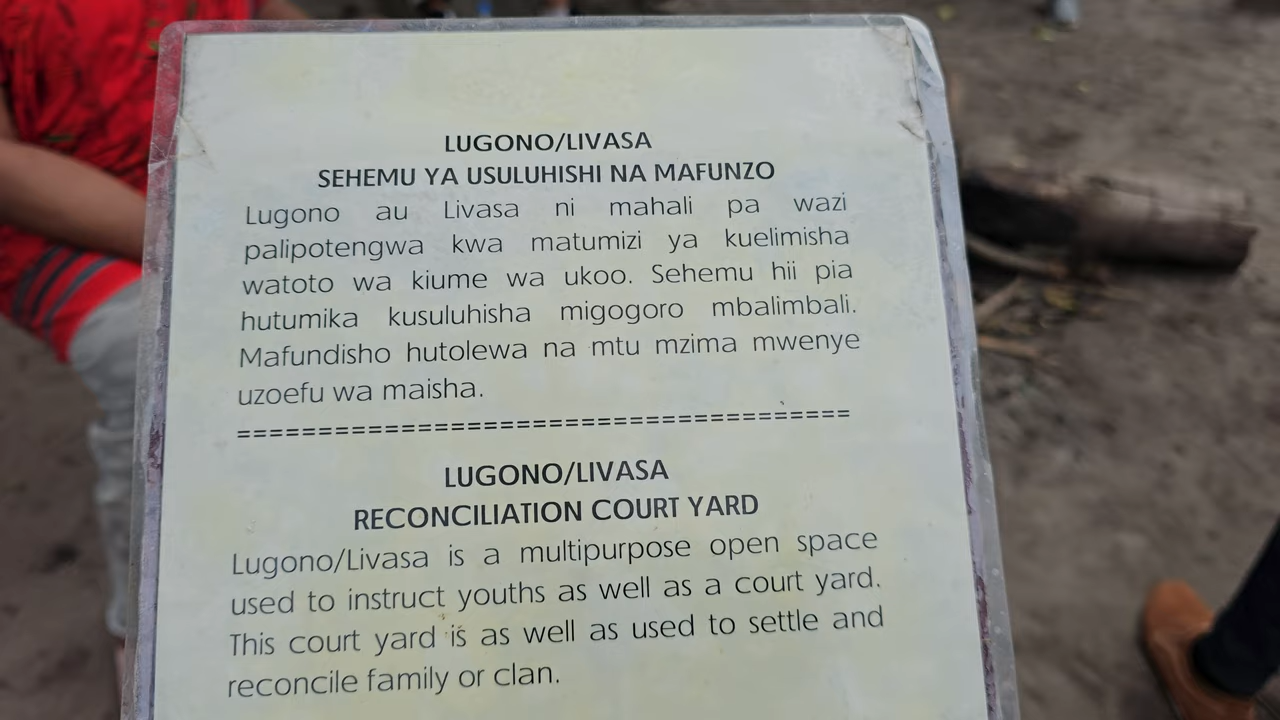 LUGONO/LIVASA
SEHEMU YA USULUHISHI NA MAFUNZO
Lugono au Livasa ni mahali pa wazi
palipotengwa kwa matumizi ya kuelimisha
watoto wa kiume wa ukoo. Sehemu hii pia
hutumika kusuluhisha migogoro mbalimbali.
Mafundisho hutolewa na mtu mzima mwenye
uzoefu wa maisha.
======================================
LUGONO/LIVASA
RECONCILIATION COURT YARD
Lugono/Livasa is a multipurpose open space
used to instruct youths as well as a court yard.
This court yard is as well as used to settle and
reconcile family or clan.